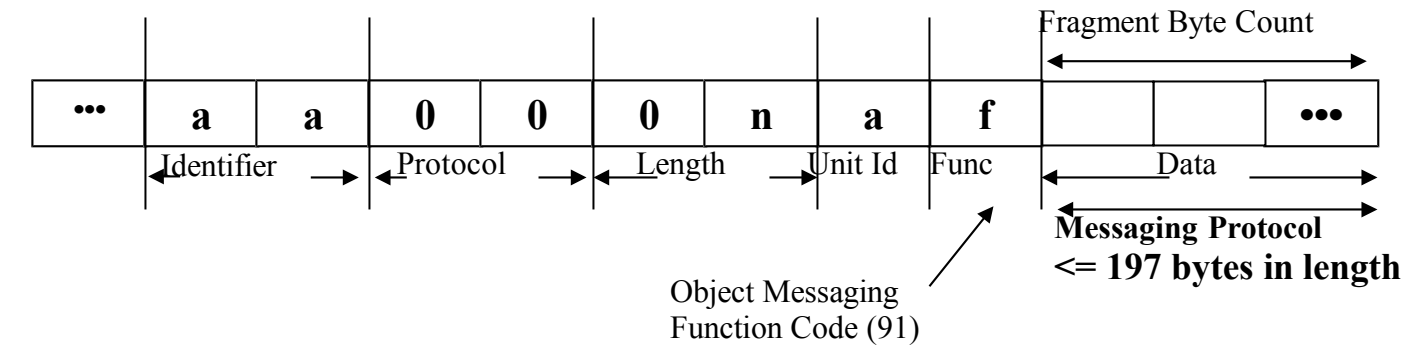 Fragment Byte Count
••• a a 0 0 0 n a f •••
Identifier Protocol Length Unit Id Func Data
Messaging Protocol
<= 197 bytes in length
Object Messaging
Function Code (91)